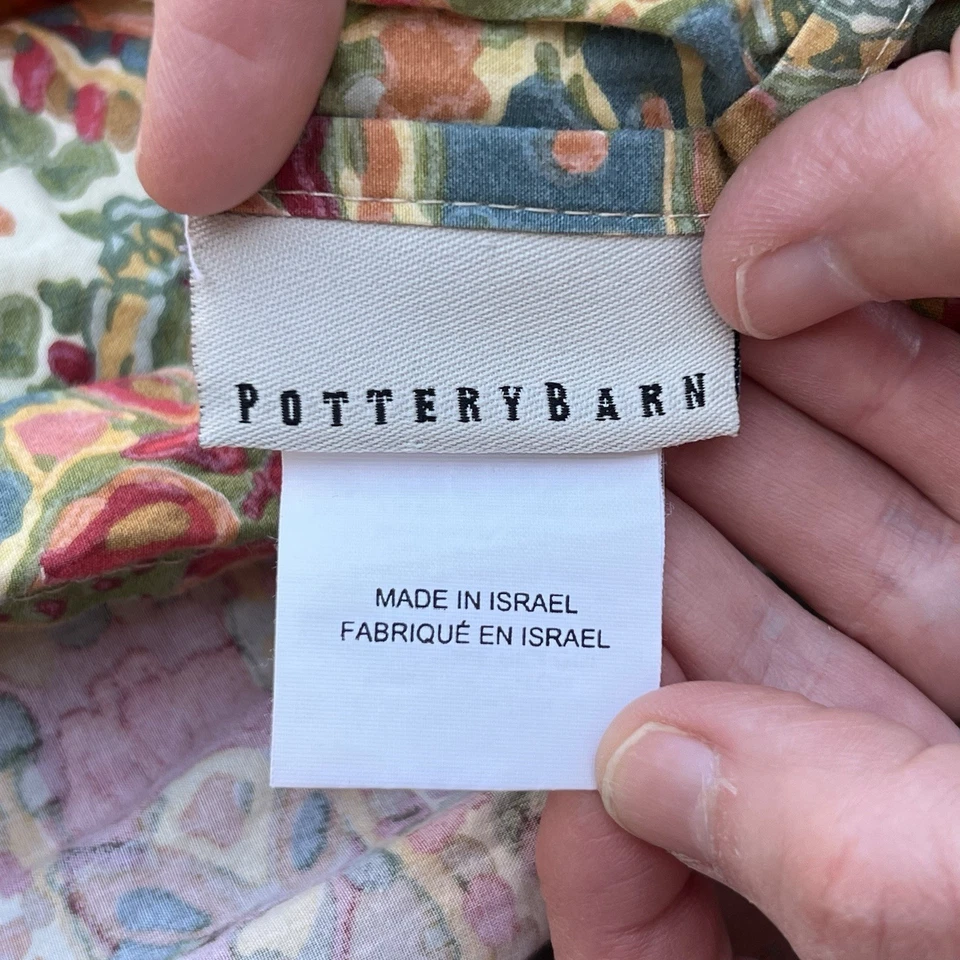 POTTERYBARN
MADE IN ISRAEL
FABRIQUÉ EN ISRAEL